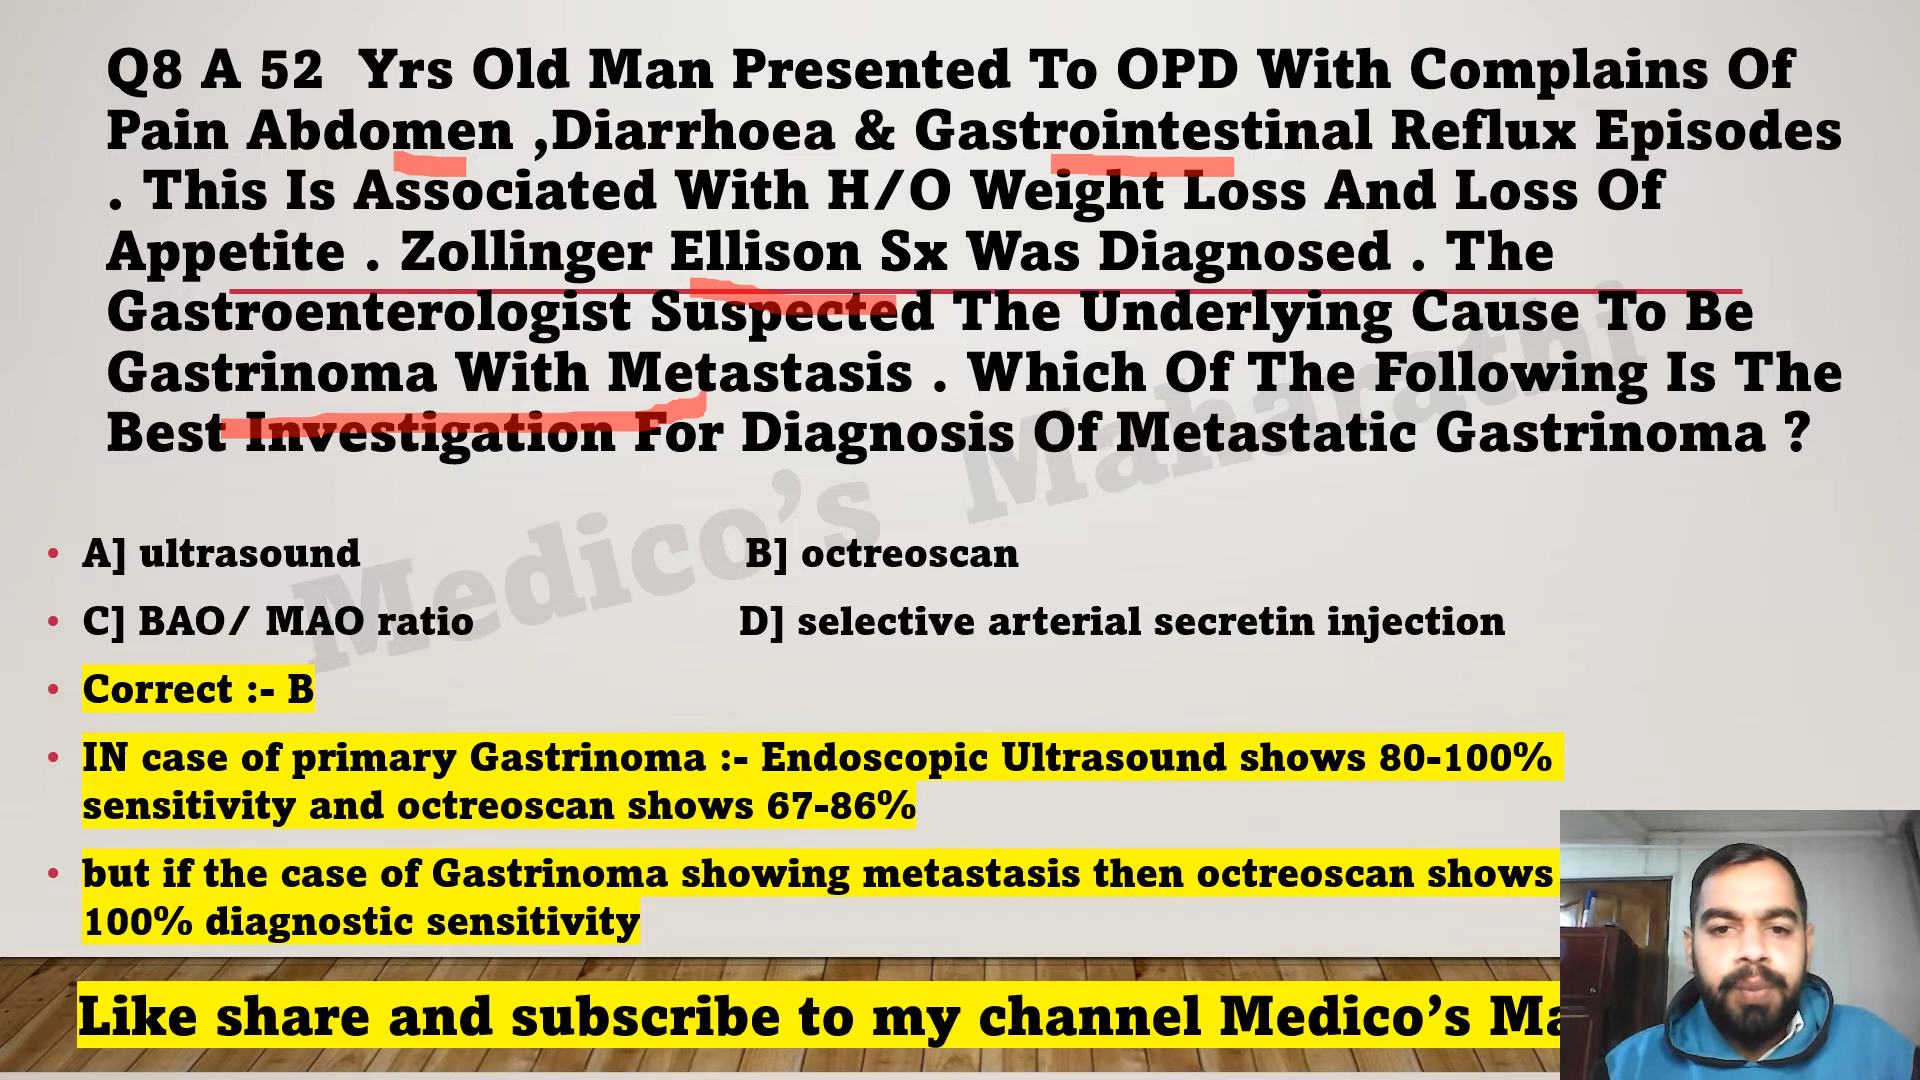 Q8 A 52 Yrs Old Man Presented To OPD With Complains Of
Pain Abdomen ,Diarrhoea & Gastrointestinal Reflux Episodes
. This Is Associated With H/O Weight Loss And Loss Of
Appetite . Zollinger Ellison Sx Was Diagnosed . The
Gastroenterologist Suspected The Underlying Cause To Be
Gastrinoma With Metastasis . Which Of The Following Is The
Best Investigation For Diagnosis Of Metastatic Gastrinoma ?
Medico’s Maharathi
• A] ultrasound B] octreoscan
• C] BAO/ MAO ratio D] selective arterial secretin injection
• Correct :- B
• IN case of primary Gastrinoma :- Endoscopic Ultrasound shows 80-100%
sensitivity and octreoscan shows 67-86%
• but if the case of Gastrinoma showing metastasis then octreoscan shows
100% diagnostic sensitivity
Like share and subscribe to my channel Medico’s Ma